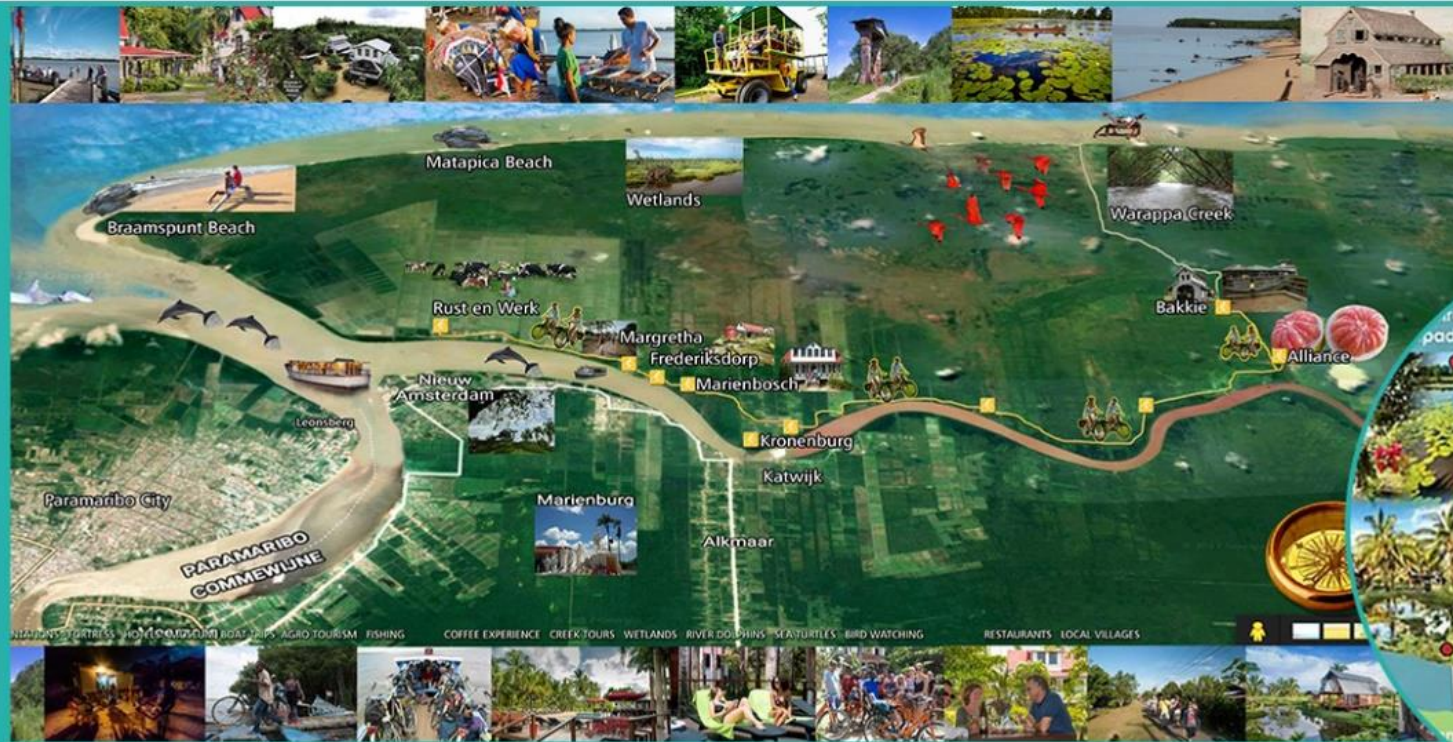 Matapica Beach
Wetlands
Warappa Creek
Braamspunt Beach
Rust en Werk
Bakkie
Margretha
Frederiksdorp
Alliance
Marienbosch
Nieuw
Amsterdam
Leonsberg
Kronenburg
Katwijk
Paramaribo City
Marienburg
Alkmaar
PARAMARIBO
COMMEWIJNE
FORTRESS HOTELS MUSEUM BOAT TRIPS AGRO TOURISM FISHING COFFEE EXPERIENCE CREEK TOURS WETLANDS RIVER DOLPHINS SEA TURTLES BIRD WATCHING RESTAURANTS LOCAL VILLAGES